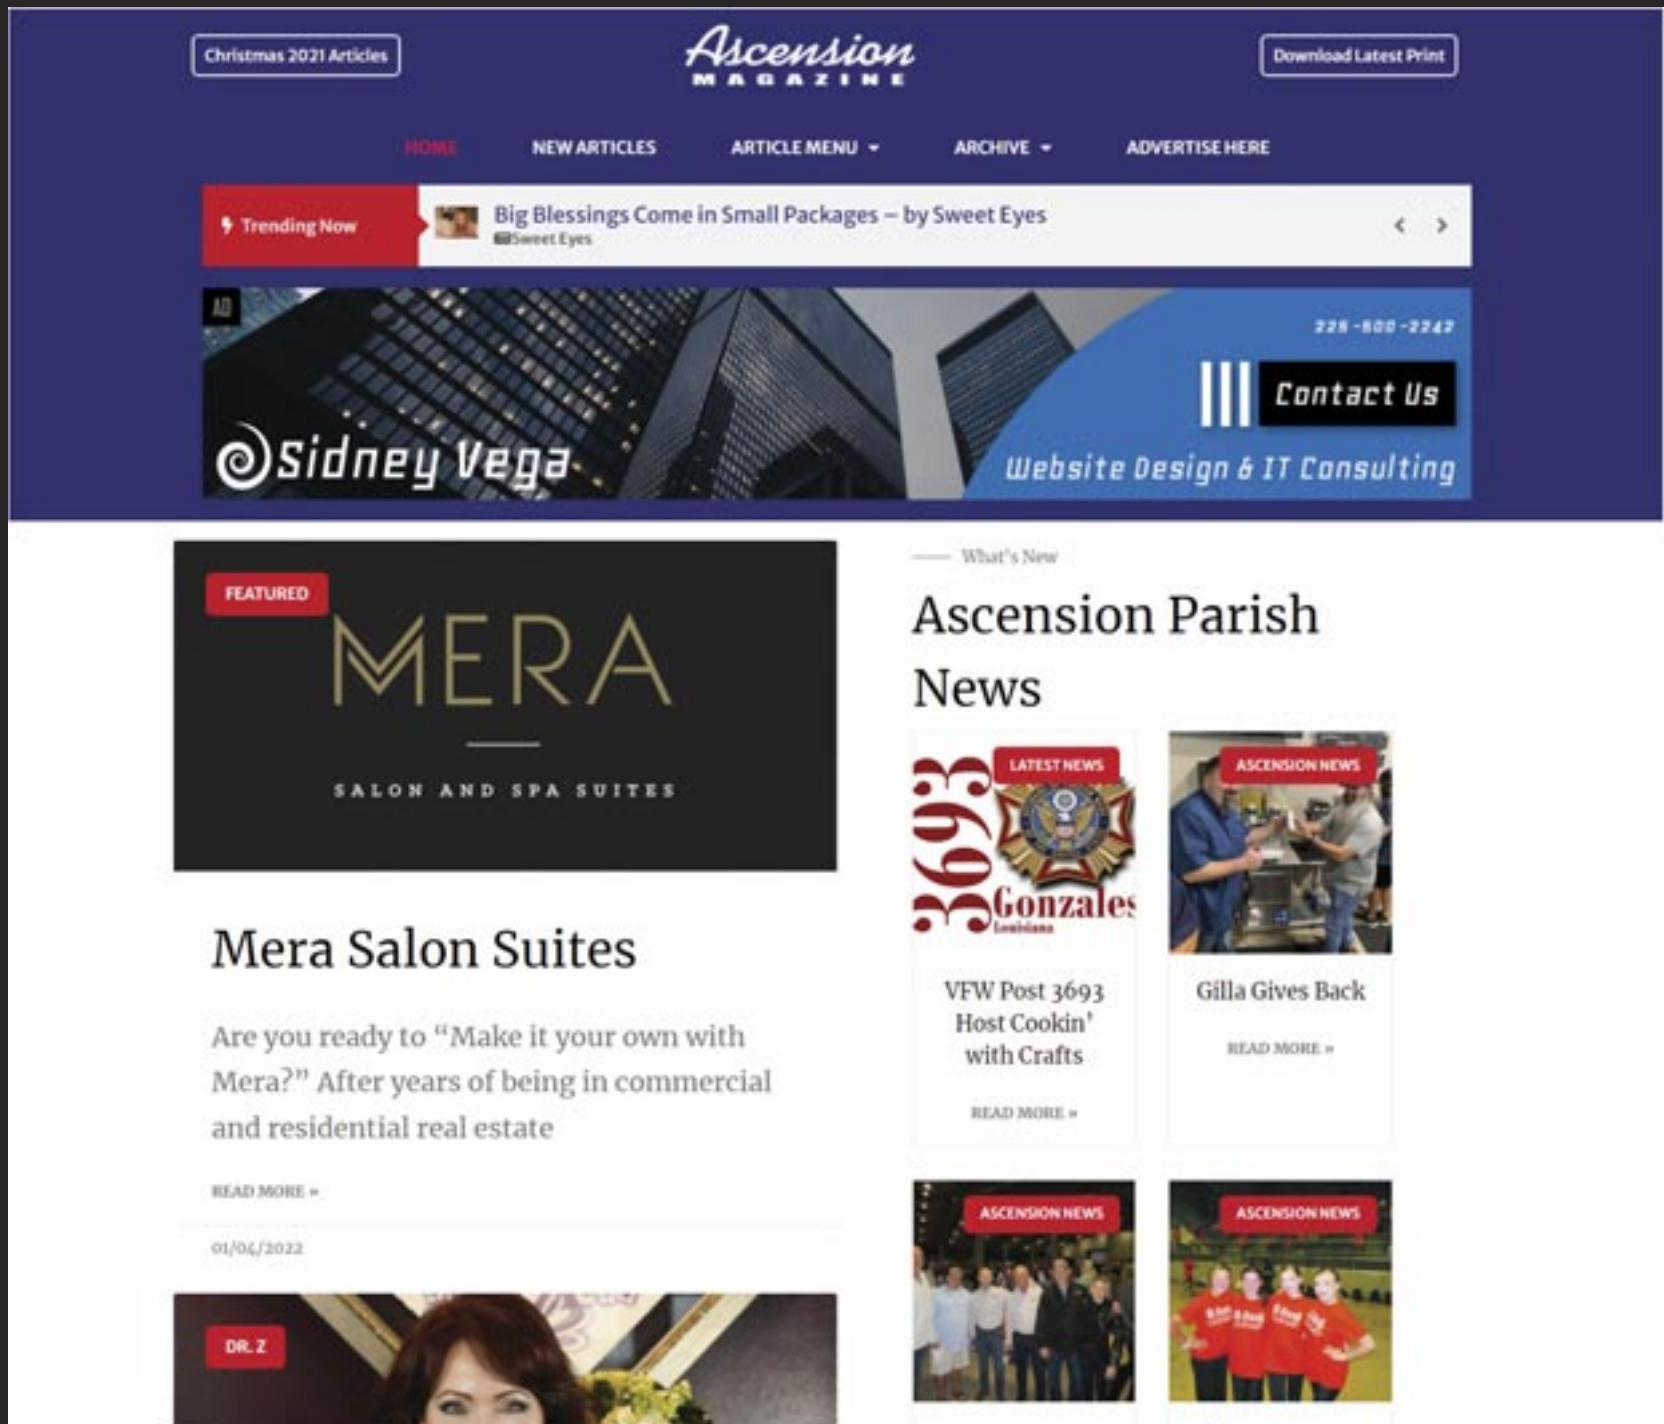 Christmas 2021 Articles
Ascension
MAGAZINE
Download Latest Print
HOME
NEW ARTICLES
ARTICLE MENU
ARCHIVE
ADVERTISE HERE
Trending Now
Big Blessings Come in Small Packages – by Sweet Eyes
Sweet Eyes
AD
225-500-2242
Contact Us
Sidney Vega
Website Design & IT Consulting
FEATURED
MERA
SALON AND SPA SUITES
Mera Salon Suites
Are you ready to “Make it your own with
Mera?” After years of being in commercial
and residential real estate
READ MORE »
01/04/2022
DR. Z
What's New
Ascension Parish
News
LATEST NEWS
3693
Gonzales
Louisiana
VFW Post 3693
Host Cookin’
with Crafts
READ MORE »
ASCENSION NEWS
Gilla Gives Back
READ MORE »
ASCENSION NEWS
ASCENSION NEWS